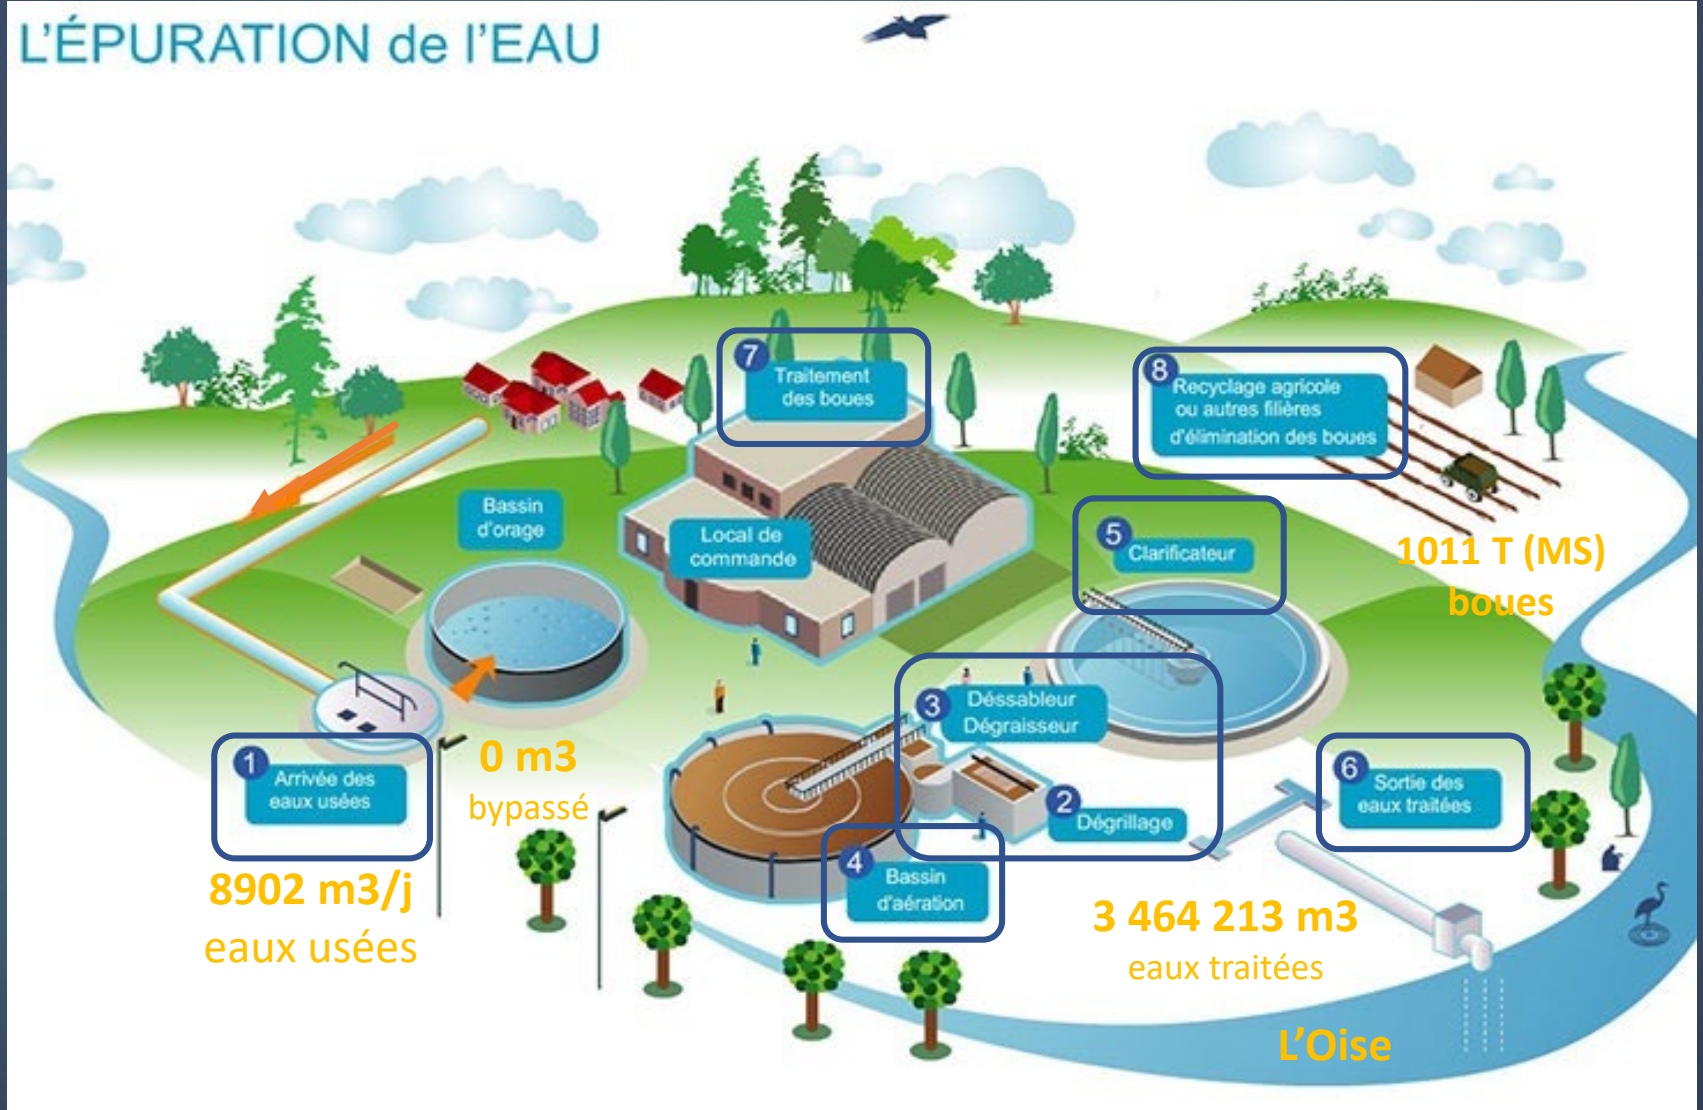 L'ÉPURATION de l'EAU
7
Traitement
des boues
8
Recyclage agricole
ou autres filières
d'élimination des boues
Bassin
d'orage
Local de
commande
5
Clarificateur
1011 T (MS)
boues
3
Déssableur
Dégraisseur
1
Arrivée des
eaux usées
0 m3
bypassé
2
Dégrillage
6
Sortie des
eaux traitées
4
Bassin
d'aération
8902 m3/j
eaux usées
3 464 213 m3
eaux traitées
L'Oise